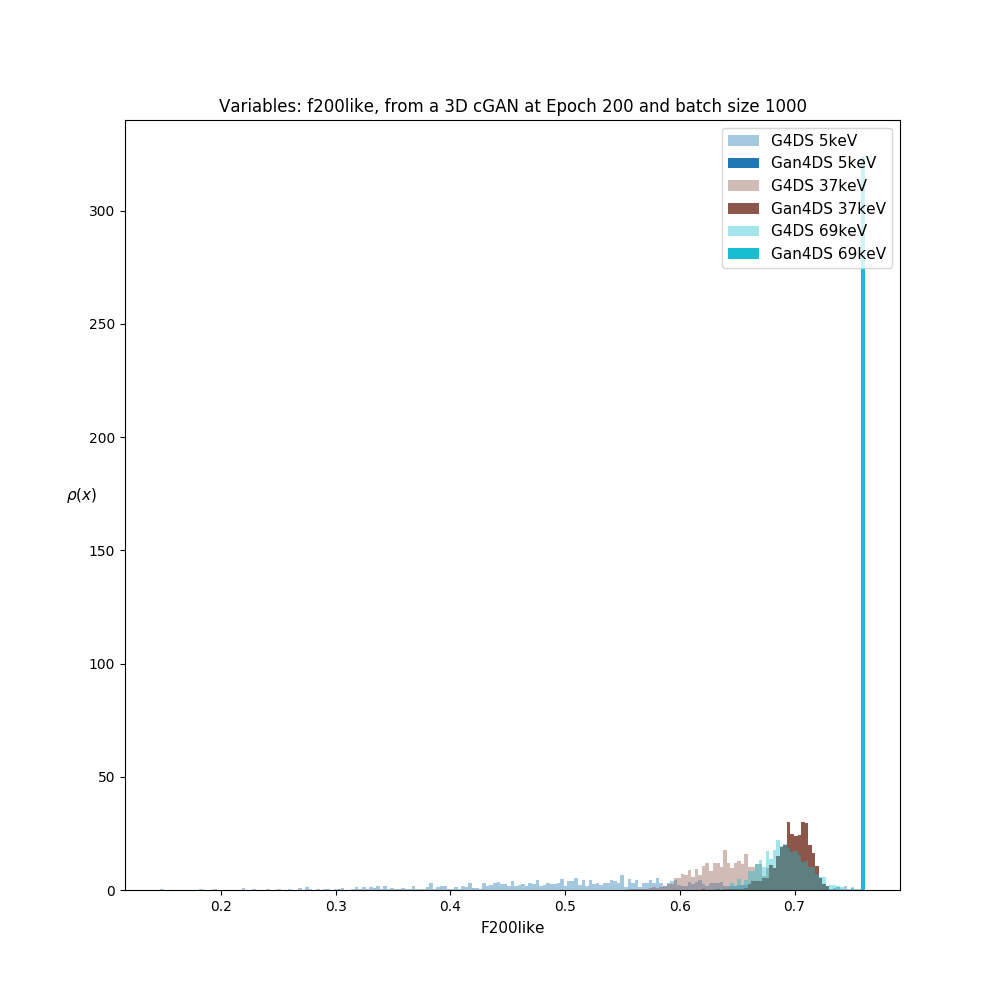 Variables: f200like, from a 3D cGAN at Epoch 200 and batch size 1000
G4DS 5keV
Gan4DS 5keV
G4DS 37keV
Gan4DS 37keV
G4DS 69keV
Gan4DS 69keV
300
250
200
ρ(x)
150
100
50
0
0.2 0.3 0.4 0.5 0.6 0.7
F200like